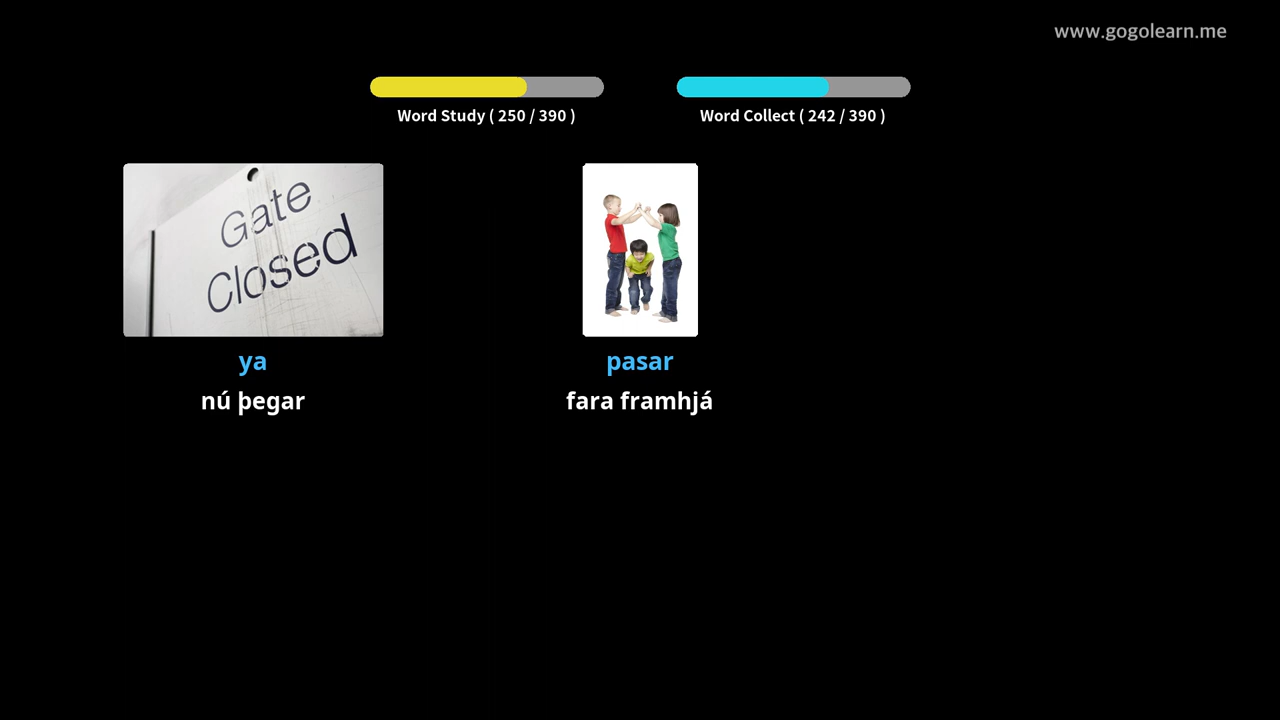 www.gogolearn.me
Word Study ( 250 / 390 )
Word Collect ( 242 / 390 )
Gate
Closed
ya
nú þegar
pasar
fara framhjá